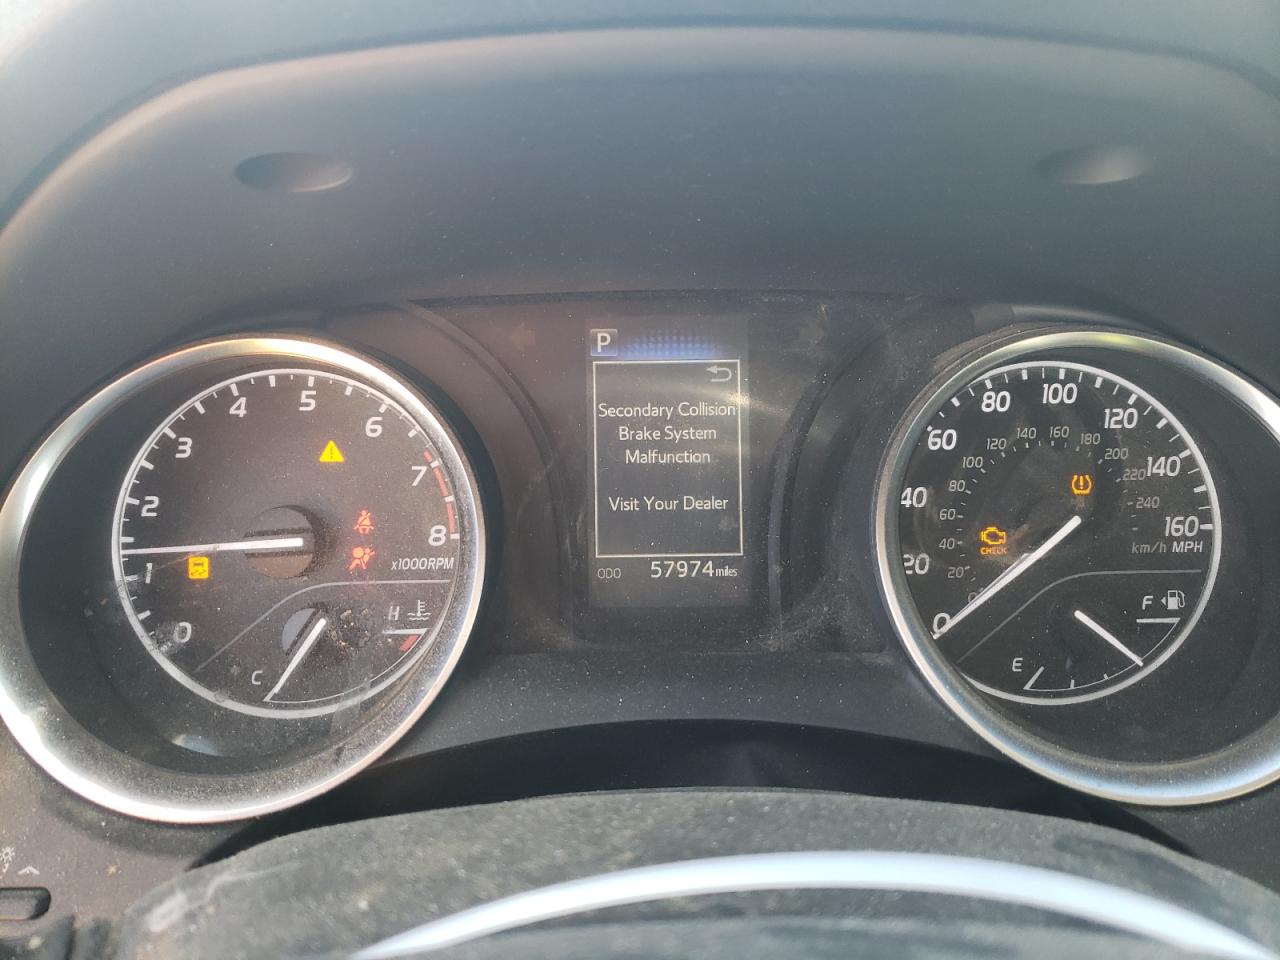 P
Secondary Collision
Brake System
Malfunction
Visit Your Dealer
ODO 57974 miles
0
1
2
3
4
5
6
7
8
x1000RPM
C
H
0
20
40
60
80
100
120
140
160
20
40
60
80
100
120
140
160
180
200
220
240
km/h MPH
CHECK
E
F